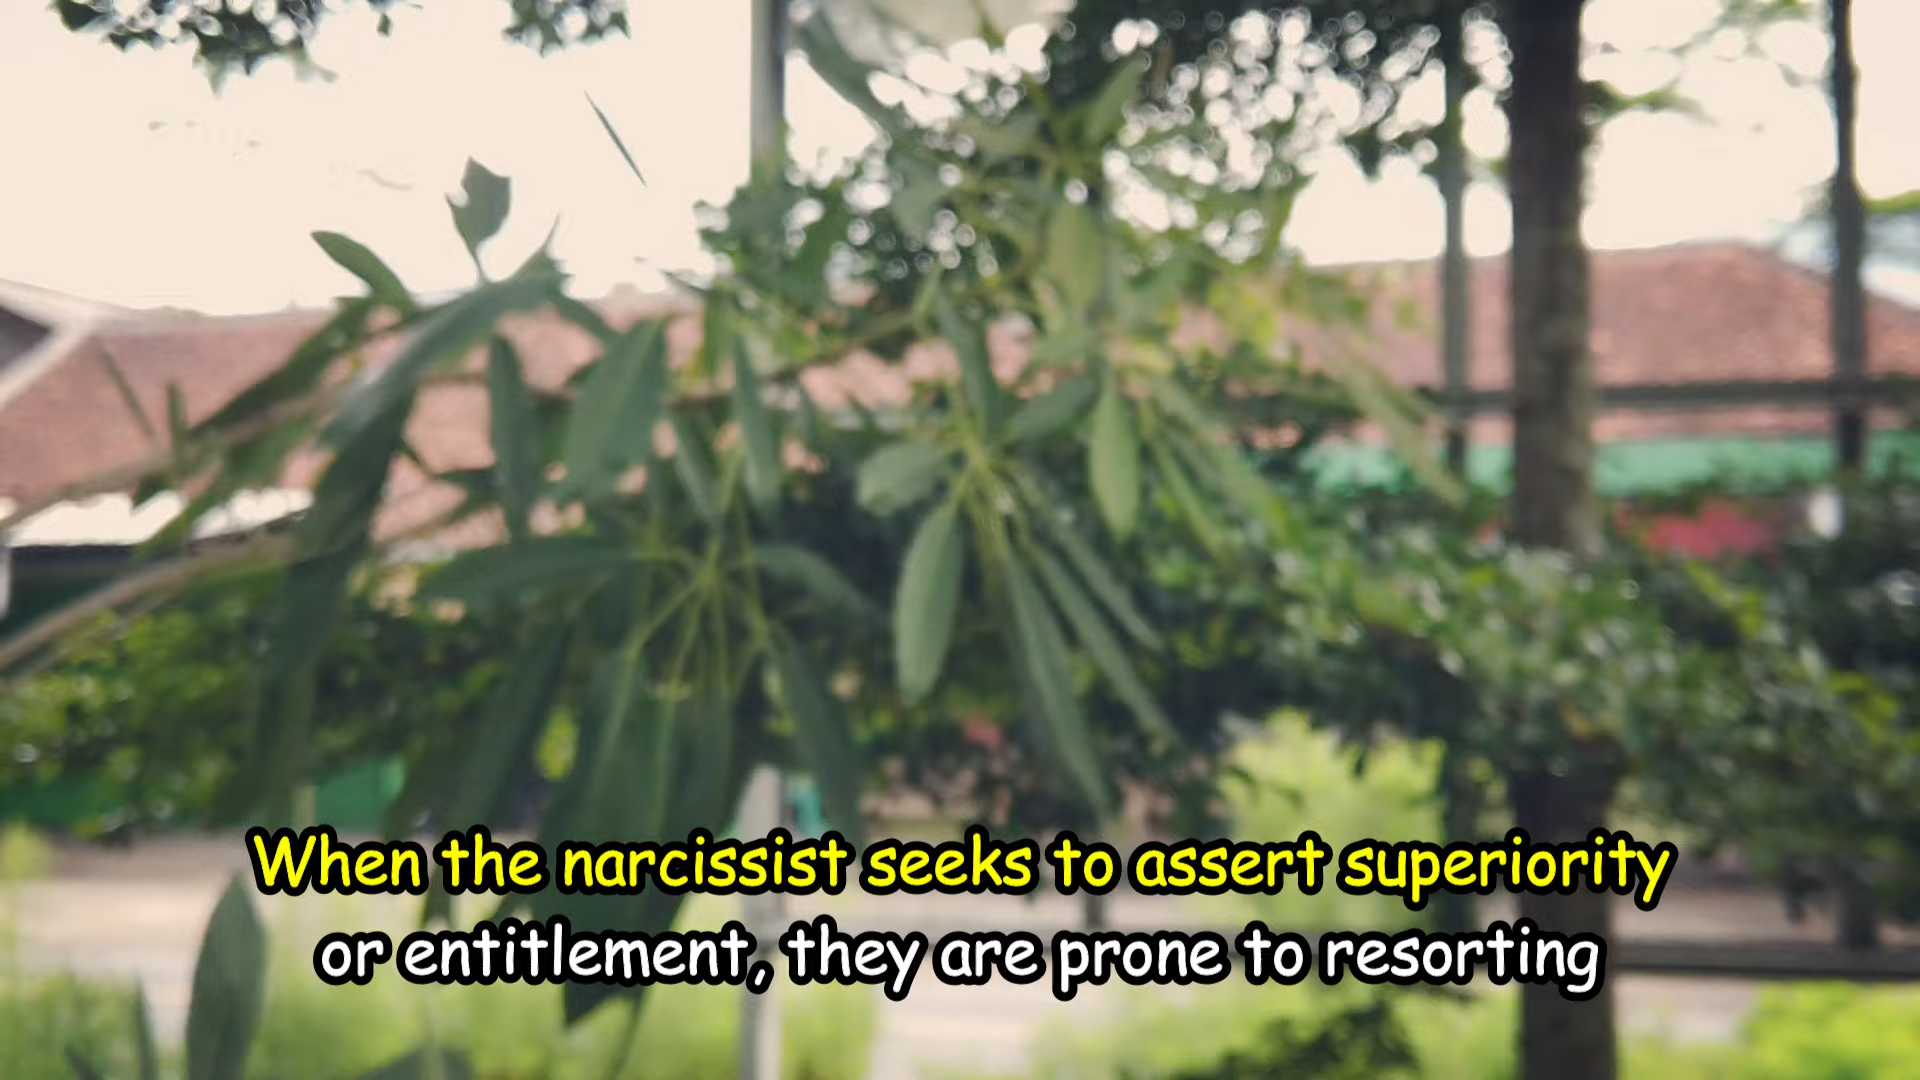 When the narcissist seeks to assert superiority
or entitlement, they are prone to resorting